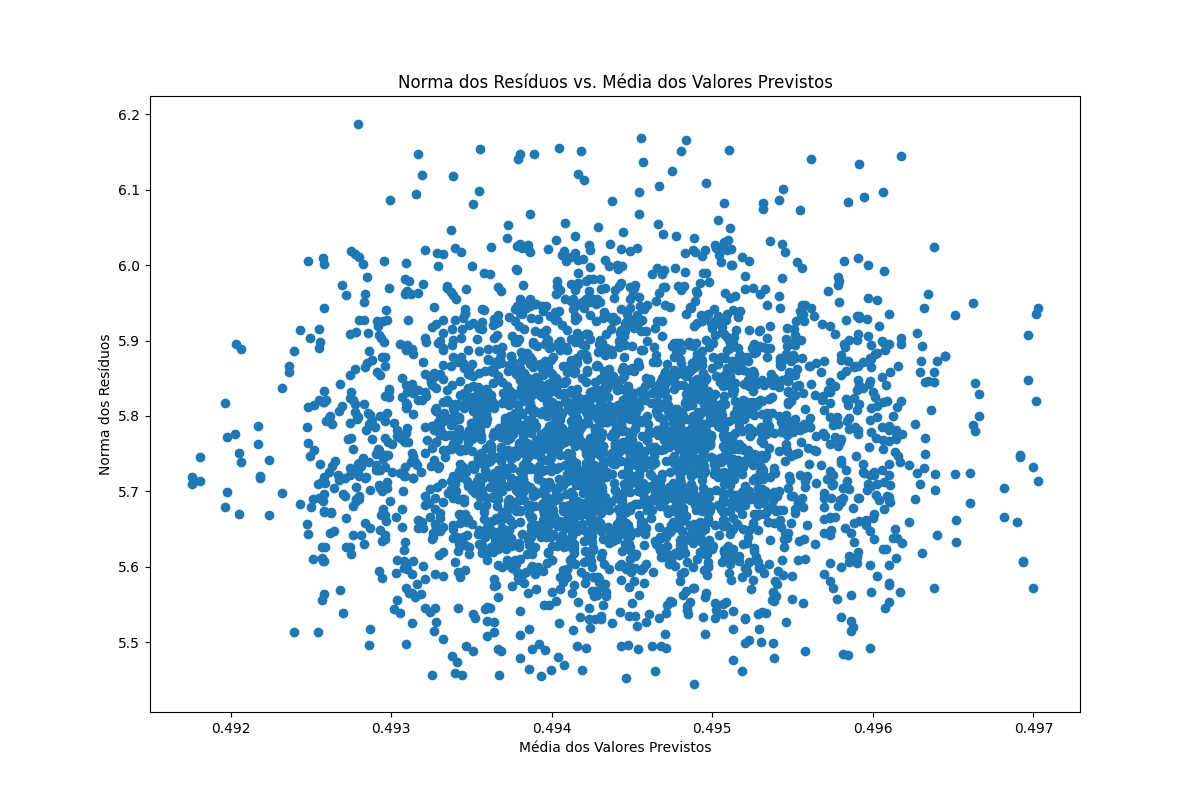 Norma dos Resíduos vs. Média dos Valores Previstos
6.2
6.1
6.0
5.9
5.8
5.7
5.6
5.5
Norma dos Resíduos
0.492 0.493 0.494 0.495 0.496 0.497
Média dos Valores Previstos